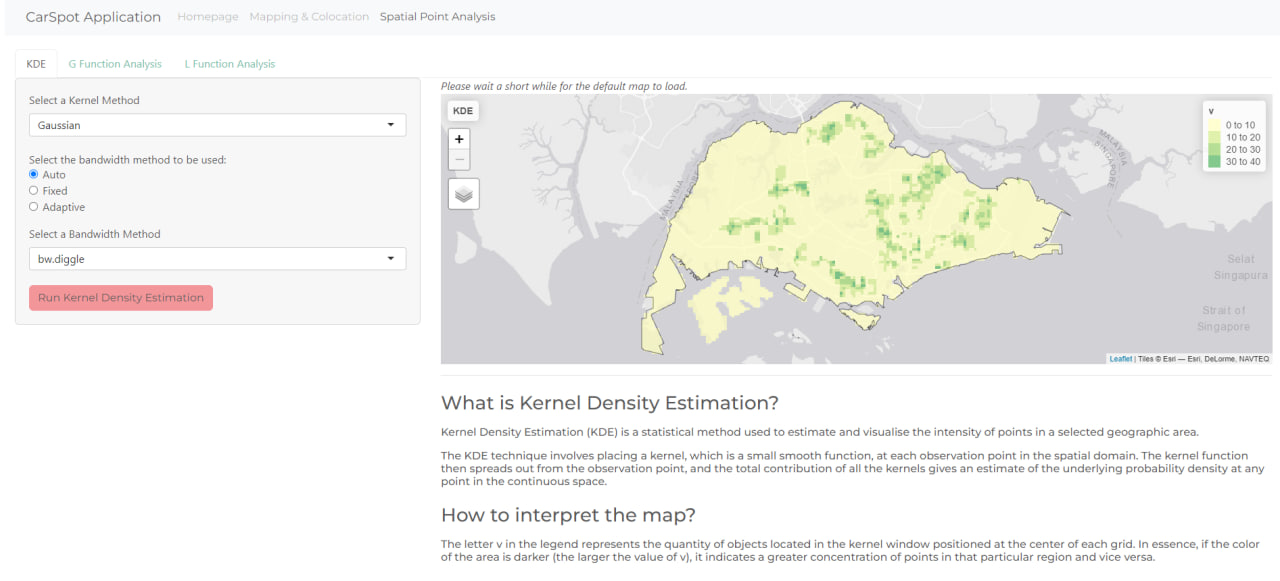 CarSpot Application Homepage Mapping & Colocation Spatial Point Analysis
KDE G Function Analysis L Function Analysis
Select a Kernel Method
Gaussian
Select the bandwidth method to be used:
Auto
Fixed
Adaptive
Select a Bandwidth Method
bw.diggle
Run Kernel Density Estimation
Please wait a short while for the default map to load.
KDE
+
−
v
0 to 10
10 to 20
20 to 30
30 to 40
MALAYSIA
SINGAPORE
MALAYSIA
Selat
Singapura
Strait of
Singapore
Leaflet | Tiles © Esri — Esri, DeLorme, NAVTEQ
What is Kernel Density Estimation?
Kernel Density Estimation (KDE) is a statistical method used to estimate and visualise the intensity of points in a selected geographic area.
The KDE technique involves placing a kernel, which is a small smooth function, at each observation point in the spatial domain. The kernel function
then spreads out from the observation point, and the total contribution of all the kernels gives an estimate of the underlying probability density at any
point in the continuous space.
How to interpret the map?
The letter v in the legend represents the quantity of objects located in the kernel window positioned at the center of each grid. In essence, if the color
of the area is darker (the larger the value of v), it indicates a greater concentration of points in that particular region and vice versa.